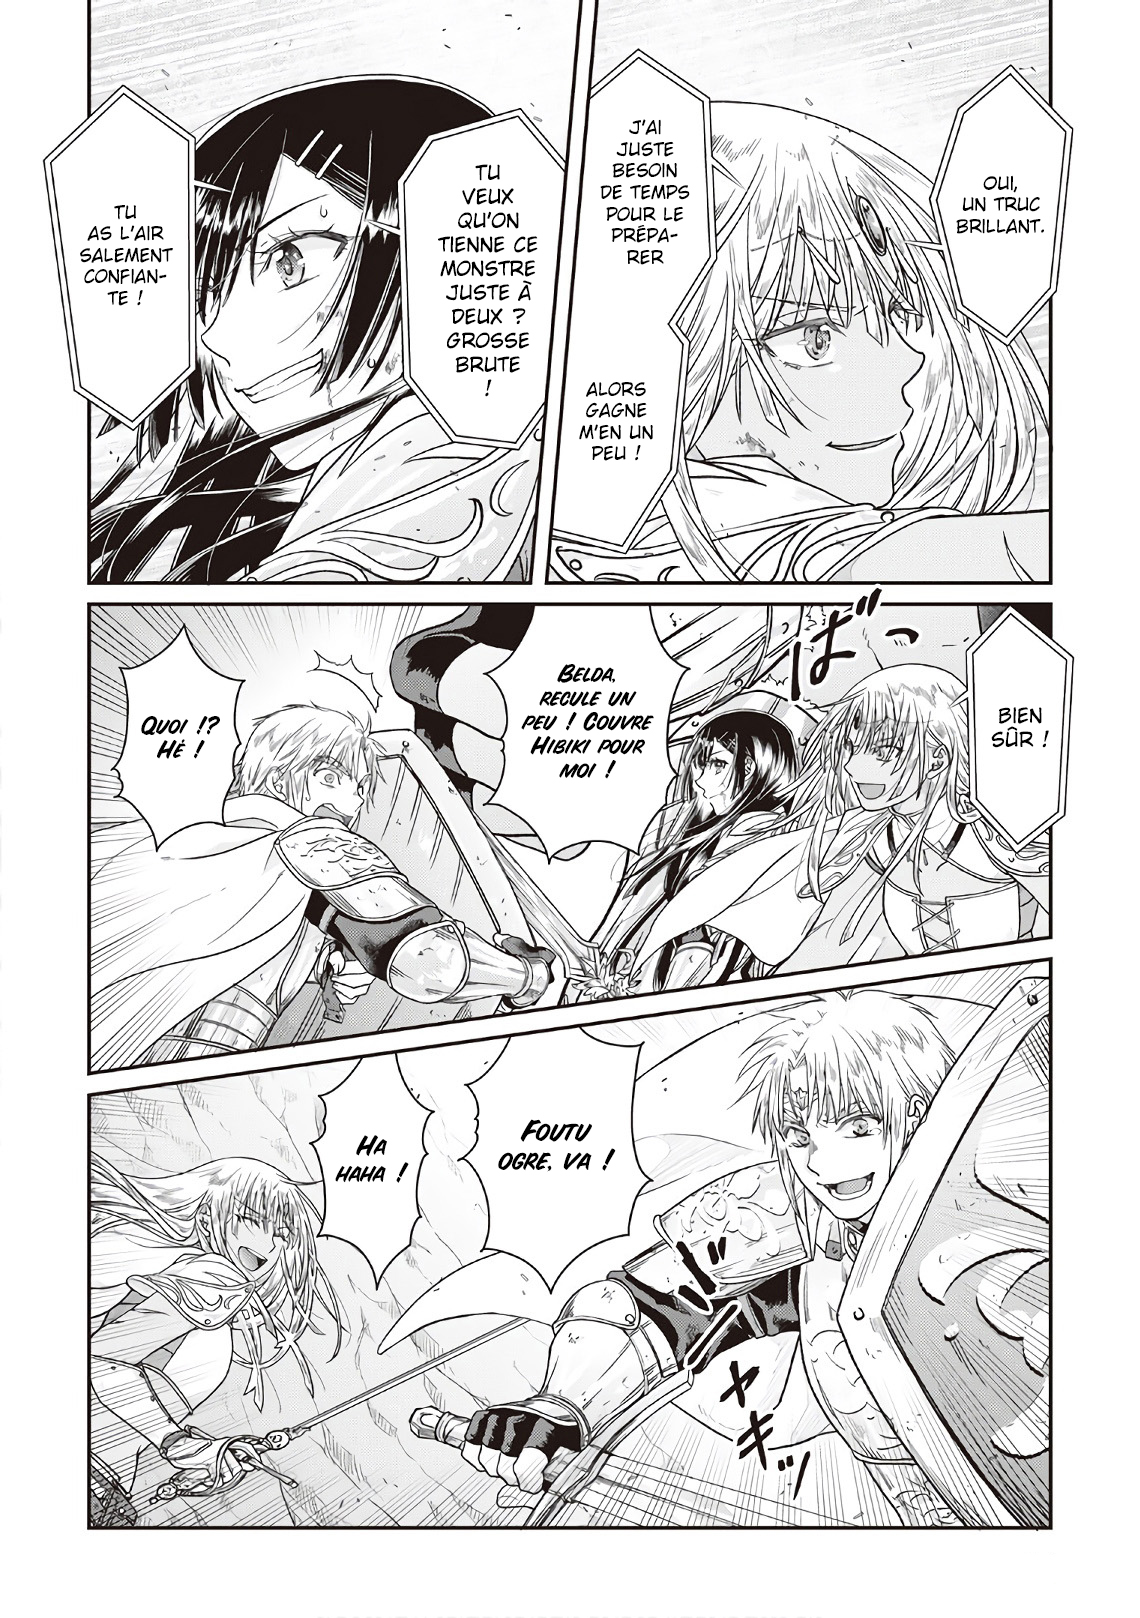 OUI,
UN TRUC
BRILLANT.
J'AI
JUSTE
BESOIN
DE TEMPS
POUR LE
PRÉPA-
RER
ALORS
GAGNE
M'EN UN
PEU !
TU
VEUX
QU'ON
TIENNE CE
MONSTRE
JUSTE À
DEUX ?
GROSSE
BRUTE
!
TU
AS L'AIR
SALEMENT
CONFIAN-
TE !
BIEN
SÛR !
ばっ
BELDA,
RECULE UN
PEU ! COUVRE
HIBIKI POUR
MOI !
QUOI !?
HÉ !
FOUTU
OGRE, VA !
ジャキッ
HA
HAHA !